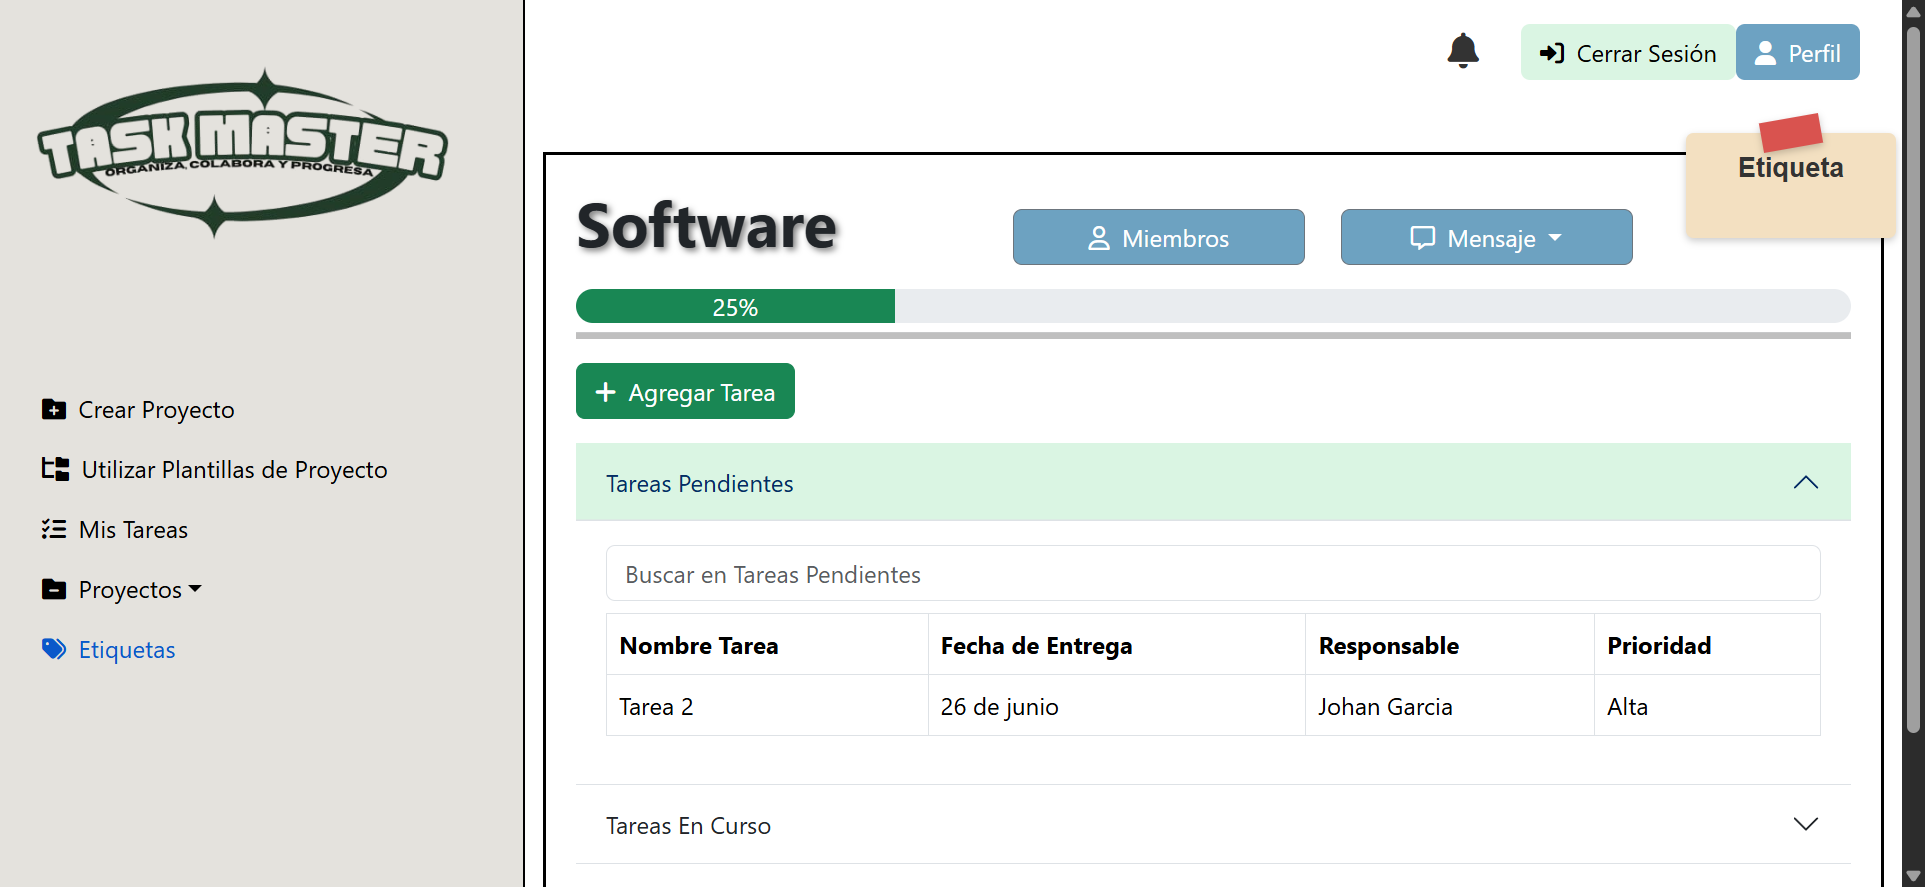 TASK MASTER
ORGANIZA, COLABORA Y PROGRESA
Crear Proyecto
Utilizar Plantillas de Proyecto
Mis Tareas
Proyectos
Etiquetas
Cerrar Sesión
Perfil
Etiqueta
Software
Miembros
Mensaje
25%
Agregar Tarea
Tareas Pendientes
Buscar en Tareas Pendientes
Nombre Tarea Fecha de Entrega Responsable Prioridad
Tarea 2 26 de junio Johan Garcia Alta
Tareas En Curso